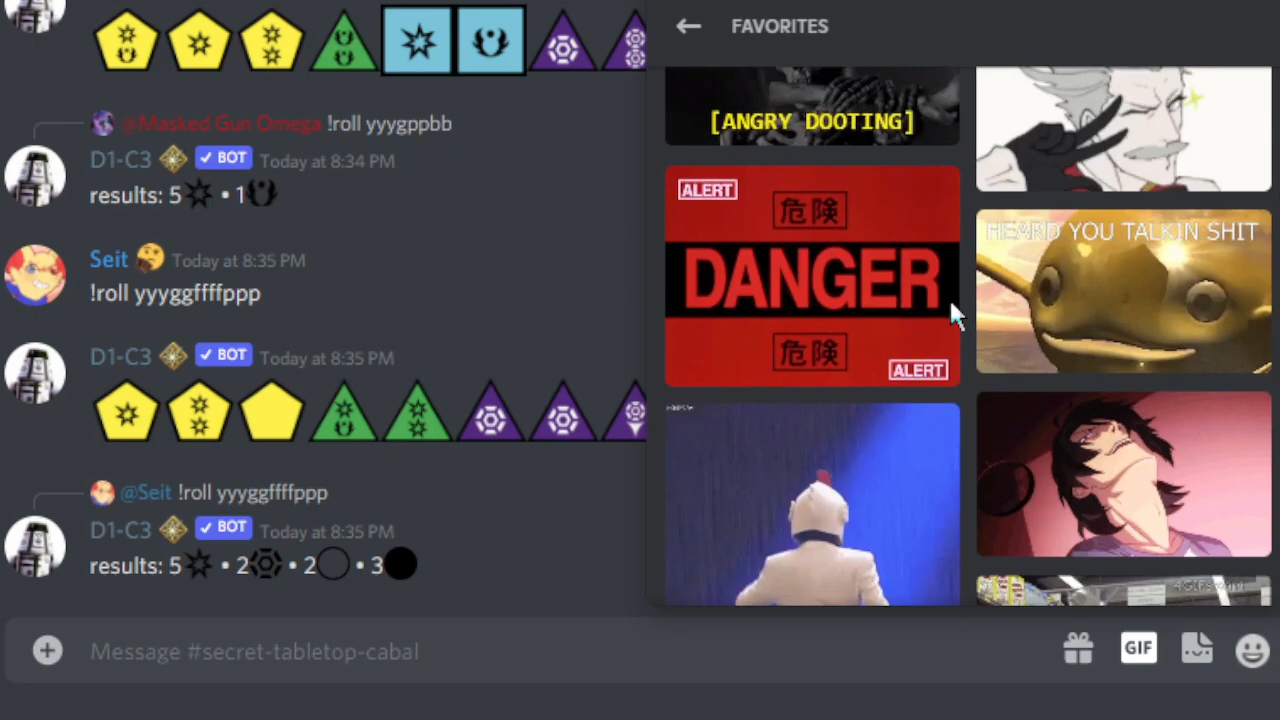 @Masked Gun Omega !roll yyygppbb
D1-C3 ✓ BOT Today at 8:34 PM
results: 5 • 1
Seit Today at 8:35 PM
!roll yyyggffffppp
D1-C3 ✓ BOT Today at 8:35 PM
@Seit !roll yyyggffffppp
D1-C3 ✓ BOT Today at 8:35 PM
results: 5 • 2 • 2 • 3
Message #secret-tabletop-cabal
GIF
FAVORITES
[ANGRY DOOTING]
ALERT
危険
DANGER
危険
ALERT
HEARD YOU TALKIN SHIT